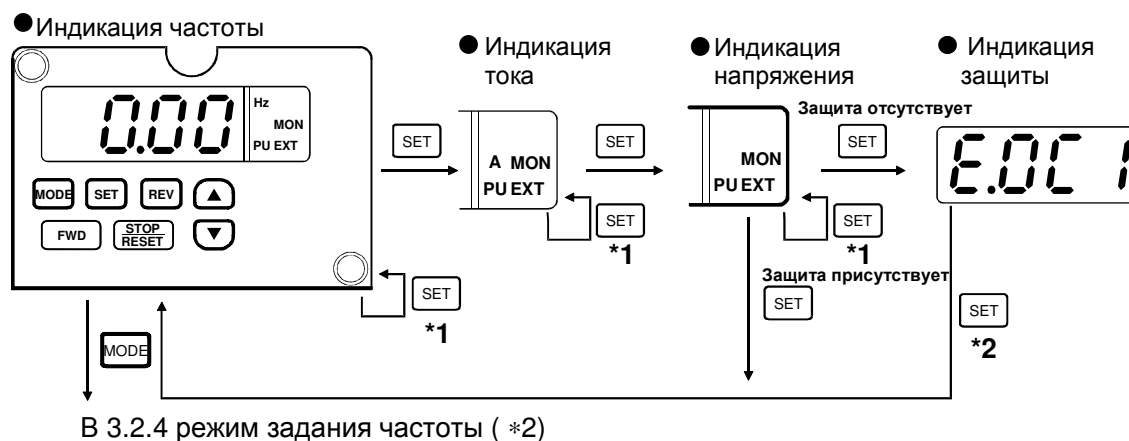 ●Индикация частоты
● Индикация тока
● Индикация напряжения
● Индикация защиты
0.00
Hz
MON
PU EXT
MODE SET REV ▲
FWD STOP RESET ▼
SET
*1
SET
A MON
PU EXT
SET
*1
SET
MON
PU EXT
SET
*1
Защита отсутствует
SET
E.OC 1
Защита присутствует
SET
SET
*2
MODE
В 3.2.4 режим задания частоты ( *2)